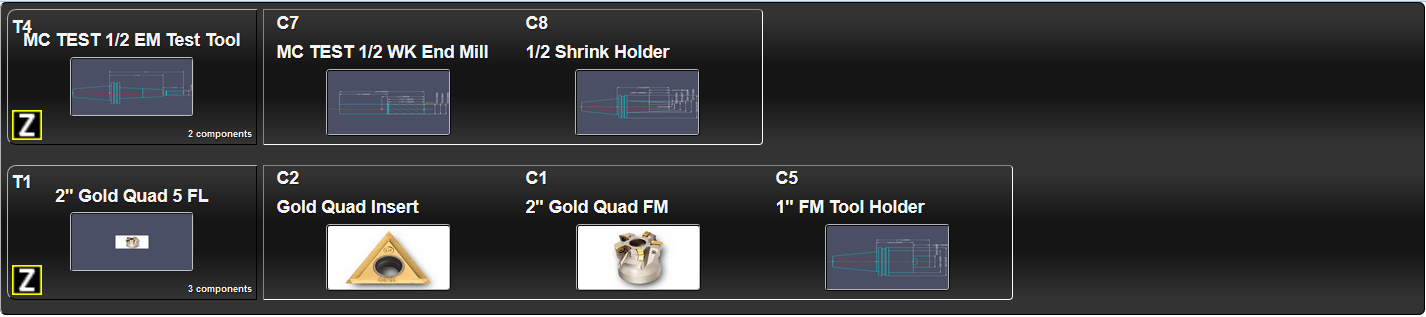 T4
MC TEST 1/2 EM Test Tool
Z
2 components
C7
MC TEST 1/2 WK End Mill
C8
1/2 Shrink Holder
T1
2" Gold Quad 5 FL
Z
3 components
C2
Gold Quad Insert
C1
2" Gold Quad FM
C5
1" FM Tool Holder